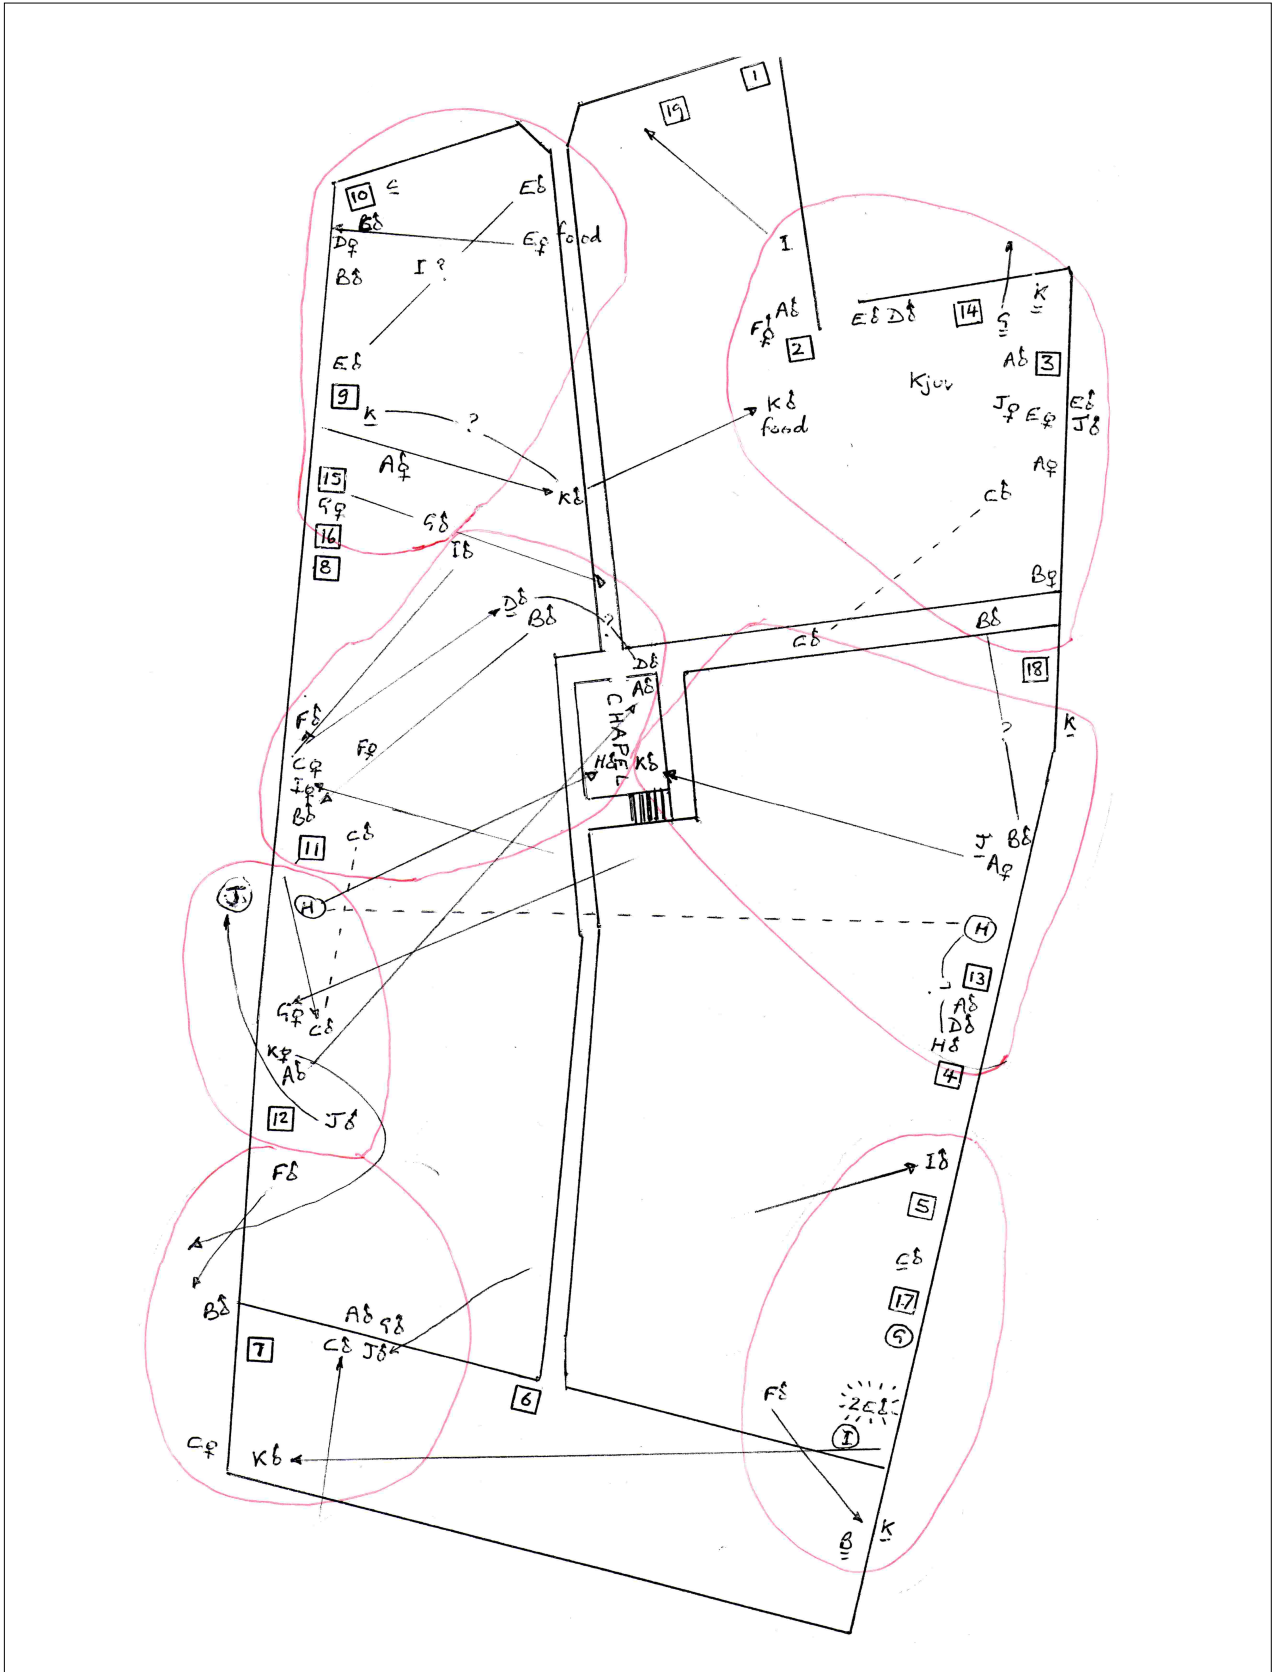 1
19
10 C
E♂
B♂
D♀
E♀ food
I
I ?
B♂
K
A♂
E♂ D♂
14
G
F♀
2
E♂
A♂
3
9
Kjuv
K
?
K♂
food
J♀ E♀
E♂
J♂
A♀
A♀
15
K♂
C♂
G♀
G♂
16
I♂
8
B♀
D♂
B♂
?
B♂
C♂
D♂
18
A♂
F♂
K
F♀
CHAPEL
?
C♀
H♂ K♂
I♀
B♂
C♂
J B♂
A♀
11
J
H
H
13
G♀
C♂
A♂
D♂
H♂
K♀
A♂
4
12
J♂
F♂
I♂
5
C♂
17
B♂
A♂ G♂
G
7
C♂ J♂
6
F♂
2E♂
I
C♀
K♂
K
B